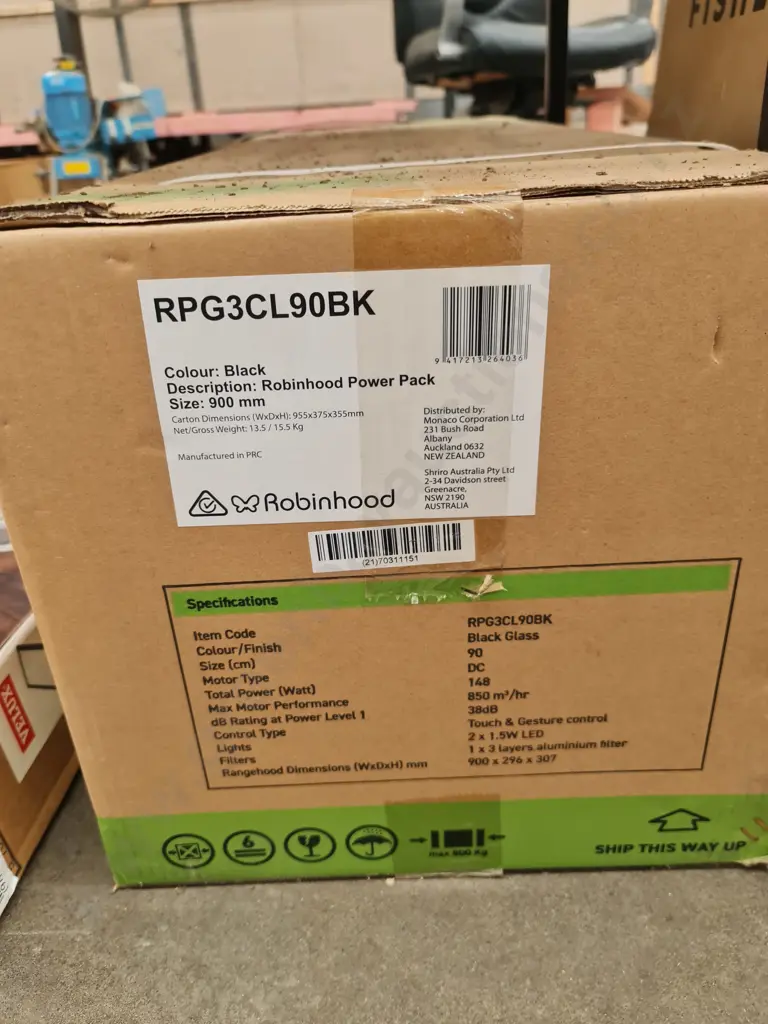 FISH
RPG3CL90BK
9 417213 264036
Colour: Black
Description: Robinhood Power Pack
Size: 900 mm
Carton Dimensions (WxDxH): 955x375x355mm
Net/Gross Weight: 13.5 / 15.5 Kg
Manufactured in PRC
Distributed by:
Monaco Corporation Ltd
231 Bush Road
Albany
Auckland 0632
NEW ZEALAND
Shriro Australia Pty Ltd
2-34 Davidson street
Greenacre,
NSW 2190
AUSTRALIA
Robinhood
(21)70311151
Specifications
Item Code RPG3CL90BK
Colour/Finish Black Glass
Size (cm) 90
Motor Type DC
Total Power (Watt) 148
Max Motor Performance 850 m³/hr
dB Rating at Power Level 1 38dB
Control Type Touch & Gesture control
Lights 2 x 1.5W LED
Filters 1 x 3 layers aluminium filter
Rangehood Dimensions (WxDxH) mm 900 x 296 x 307
VELUX
6
max 800 Kg
SHIP THIS WAY UP